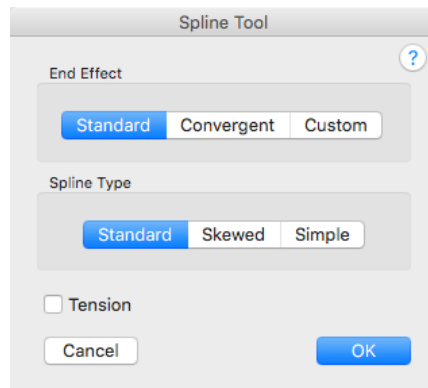 Spline Tool
?
End Effect
Standard Convergent Custom
Spline Type
Standard Skewed Simple
Tension
Cancel OK